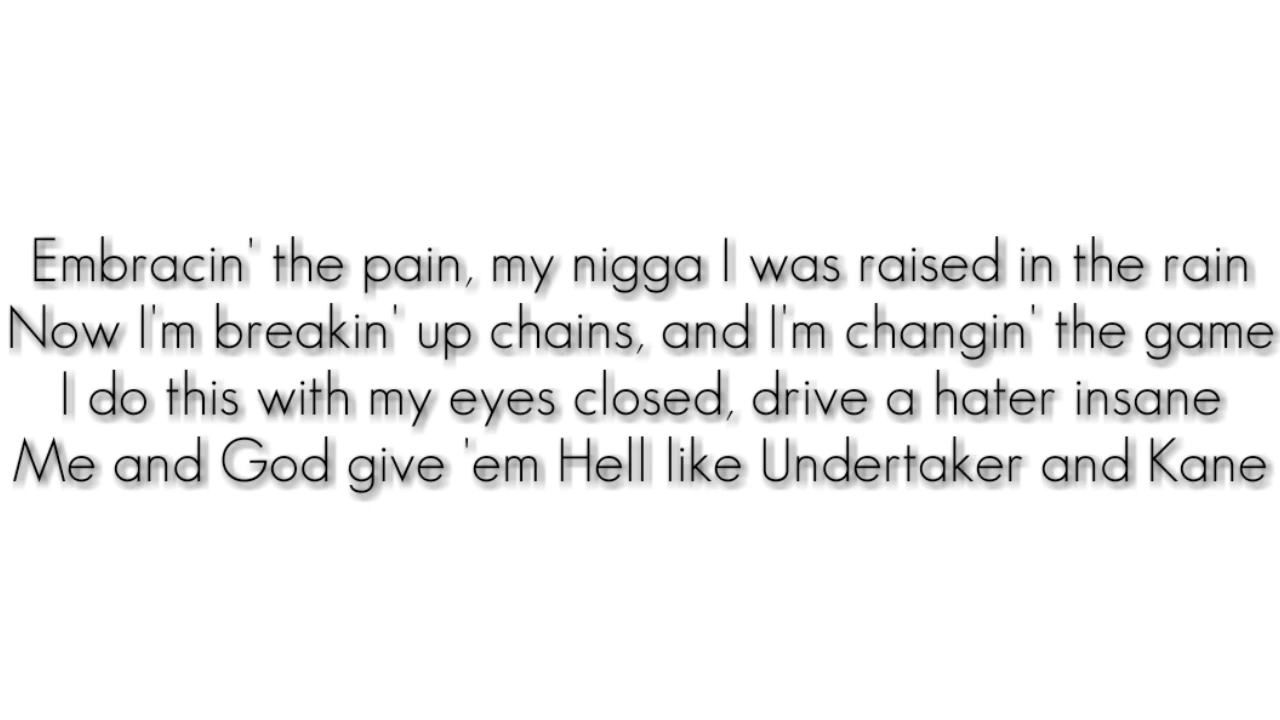 Embracin' the pain, my nigga I was raised in the rain
Now I'm breakin' up chains, and I'm changin' the game
I do this with my eyes closed, drive a hater insane
Me and God give 'em Hell like Undertaker and Kane